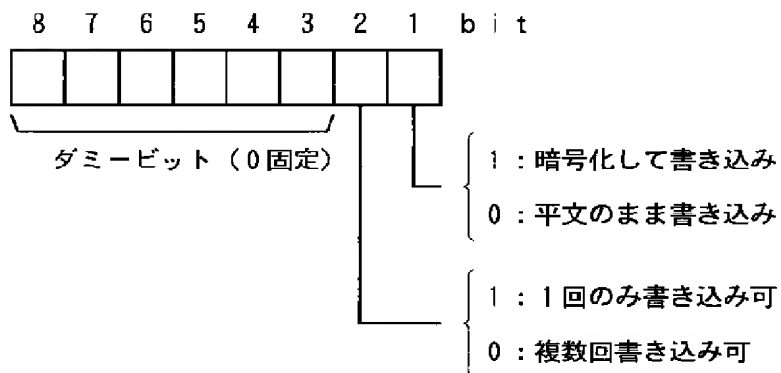 8 7 6 5 4 3 2 1 bit
ダミービット（0固定）
1：暗号化して書き込み
0：平文のまま書き込み
1：1回のみ書き込み可
0：複数回書き込み可